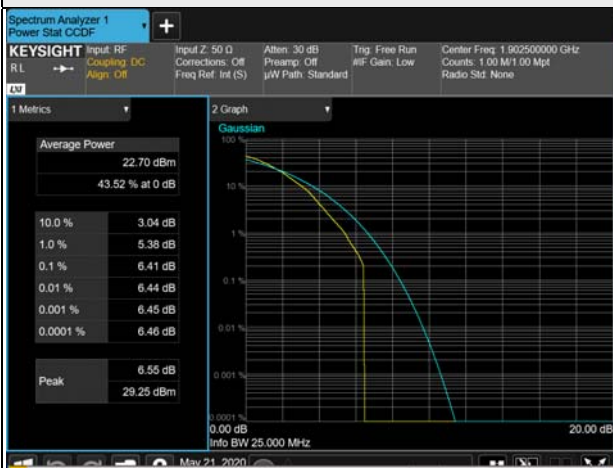 Spectrum Analyzer 1
Power Stat CCDF
+
KEYSIGHT
RL
LXI
Input: RF
Coupling: DC
Align: Off
Input Z: 50 Ω
Corrections: Off
Freq Ref: Int (S)
Atten: 30 dB
Preamp: Off
µW Path: Standard
Trig: Free Run
#IF Gain: Low
Center Freq: 1.902500000 GHz
Counts: 1.00 M/1.00 Mpt
Radio Std: None
1 Metrics
Average Power
22.70 dBm
43.52 % at 0 dB
10.0 % 3.04 dB
1.0 % 5.38 dB
0.1 % 6.41 dB
0.01 % 6.44 dB
0.001 % 6.45 dB
0.0001 % 6.46 dB
Peak
6.55 dB
29.25 dBm
2 Graph
Gaussian
100 %
10 %
1 %
0.1 %
0.01 %
0.001 %
0.0001 %
0.00 dB
20.00 dB
Info BW 25.000 MHz
May 21, 2020